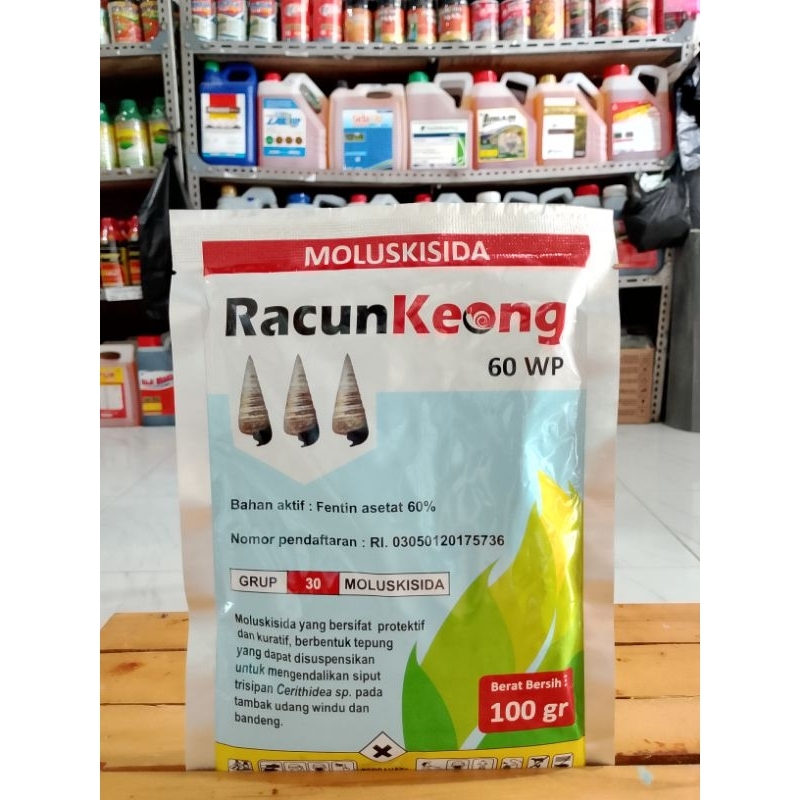 MOLUSKISIDA
RacunKeong
60 WP
Bahan aktif : Fentin asetat 60%
Nomor pendaftaran : RI. 03050120175736
GRUP 30 MOLUSKISIDA
Moluskisida yang bersifat protektif
dan kuratif, berbentuk tepung
yang dapat disuspensikan
untuk mengendalikan siput
trisipan Cerithidea sp. pada
tambak udang windu dan
bandeng.
Berat Bersih :
100 gr